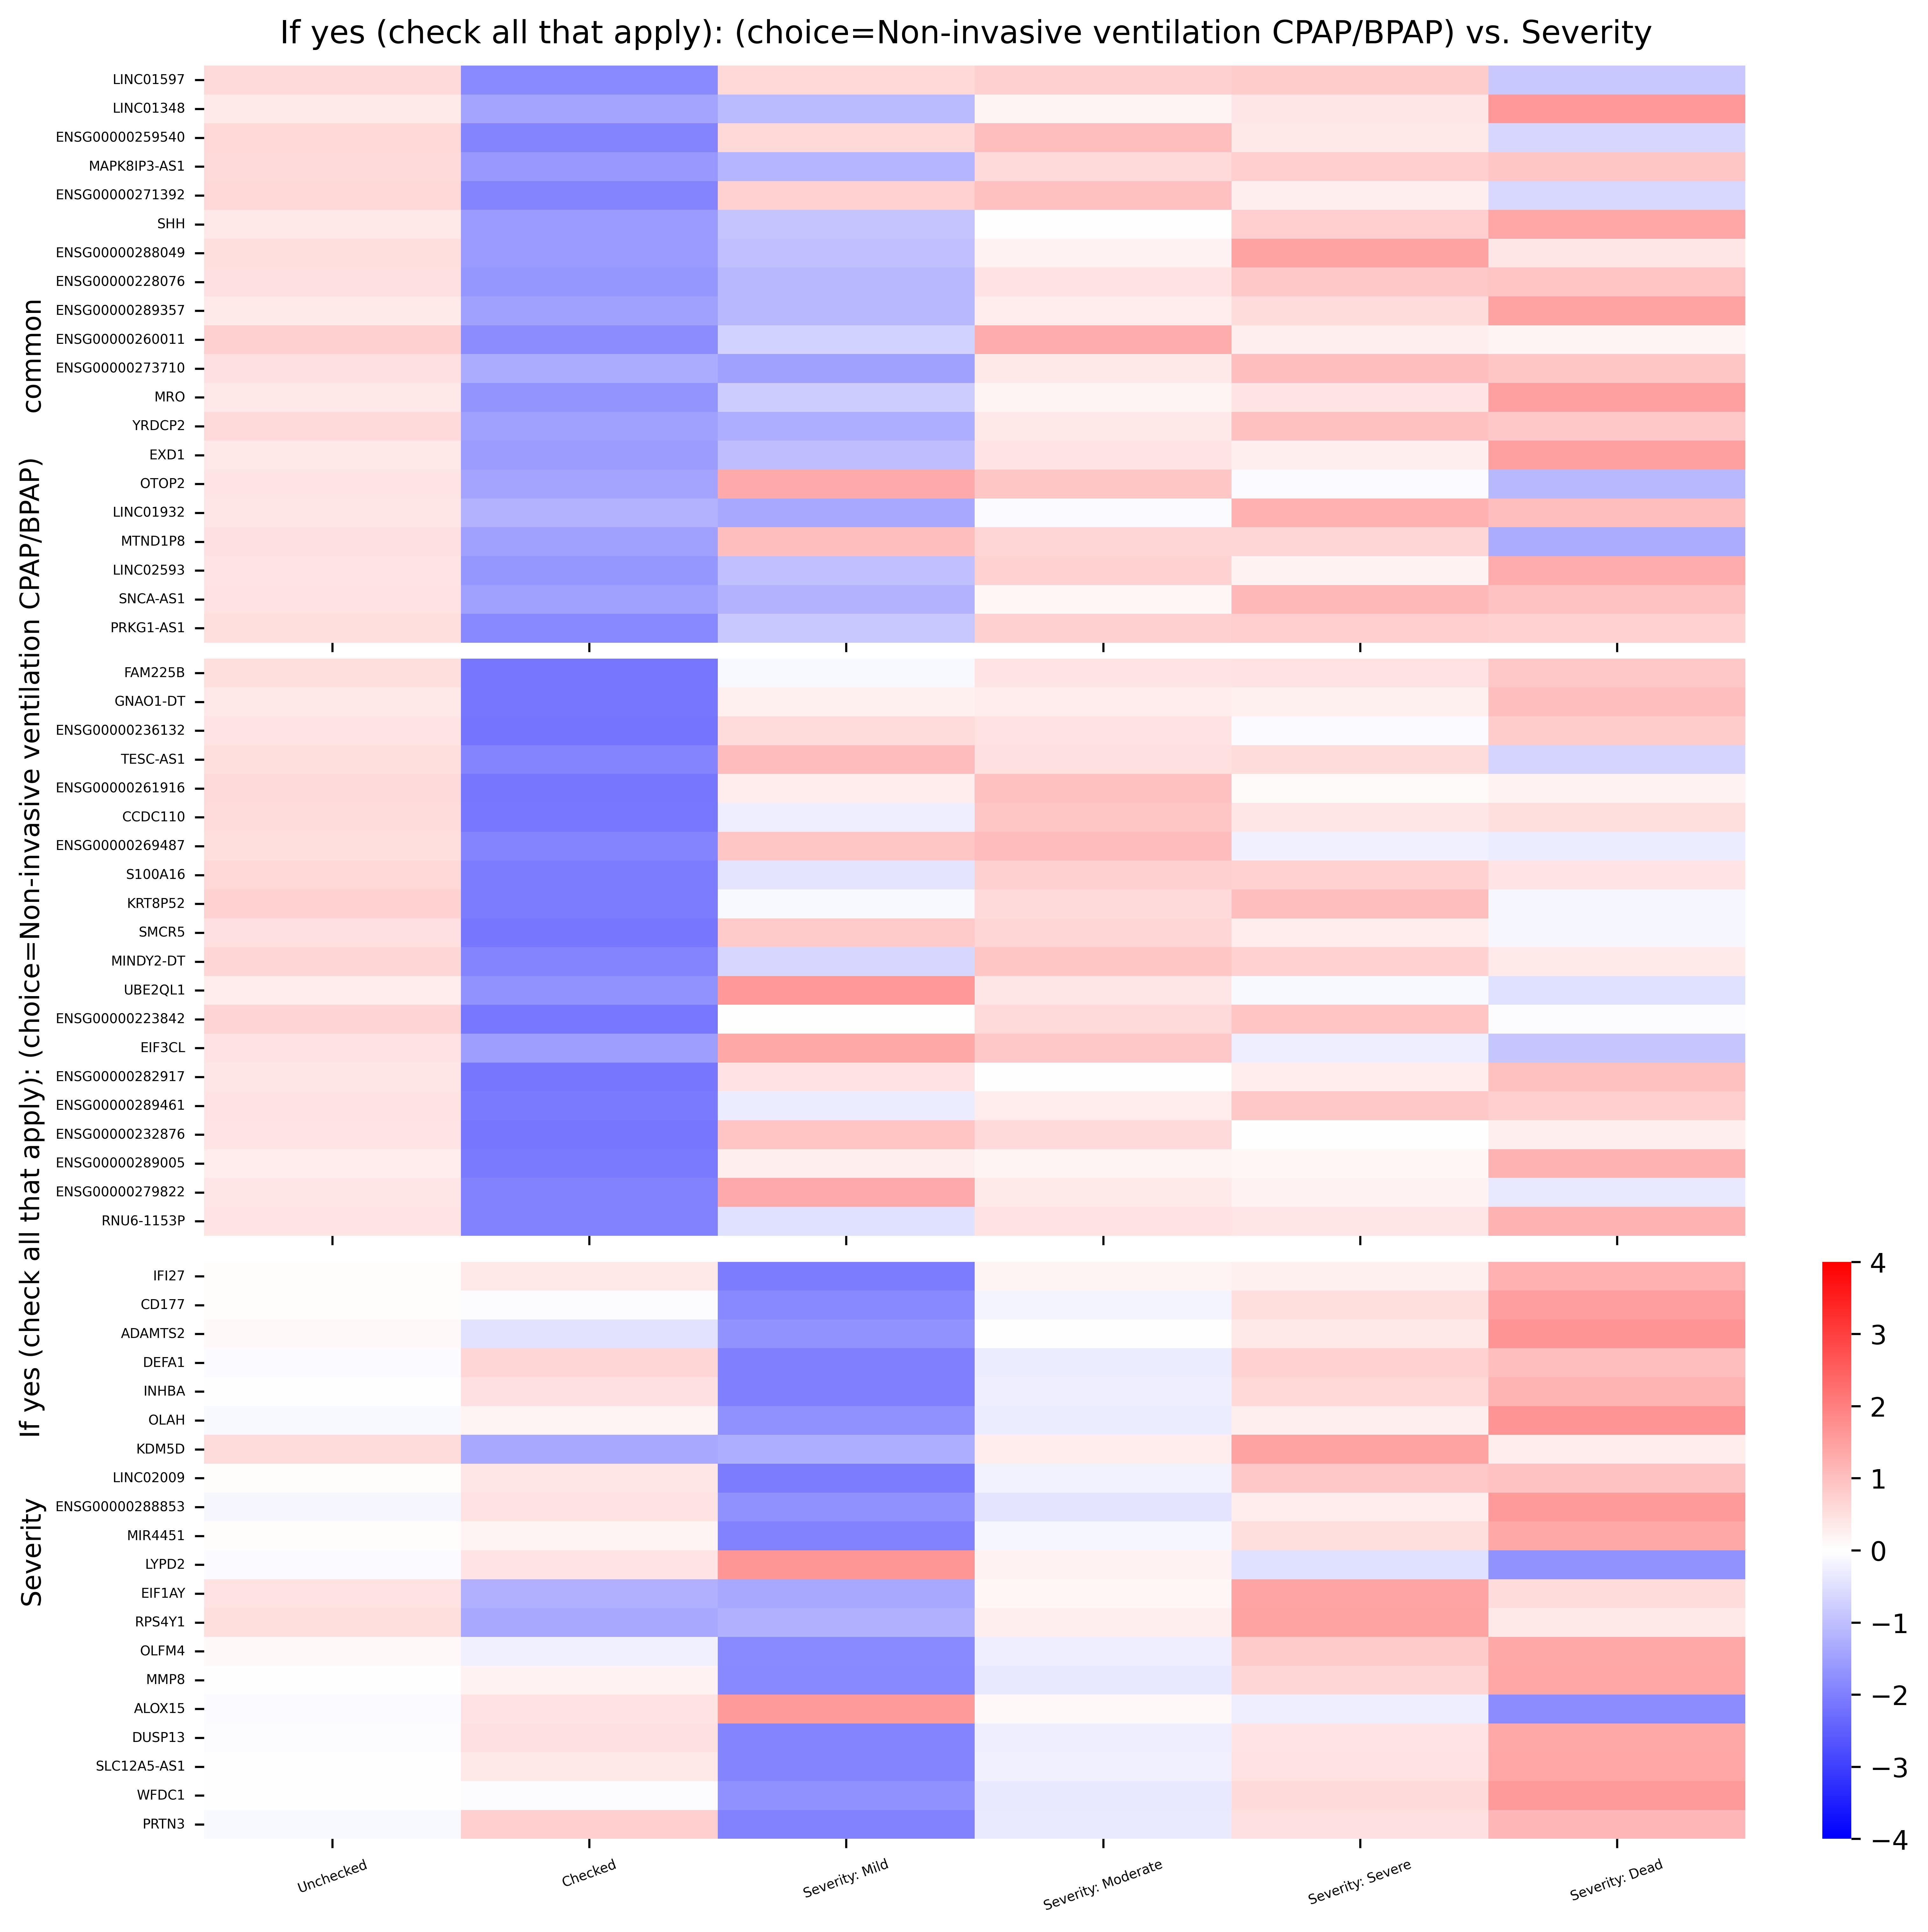 If yes (check all that apply): (choice=Non-invasive ventilation CPAP/BPAP) vs. Severity
common
LINC01597
LINC01348
ENSG00000259540
MAPK8IP3-AS1
ENSG00000271392
SHH
ENSG00000288049
ENSG00000228076
ENSG00000289357
ENSG00000260011
ENSG00000273710
MRO
YRDCP2
EXD1
OTOP2
LINC01932
MTND1P8
LINC02593
SNCA-AS1
PRKG1-AS1
If yes (check all that apply): (choice=Non-invasive ventilation CPAP/BPAP)
FAM225B
GNAO1-DT
ENSG00000236132
TESC-AS1
ENSG00000261916
CCDC110
ENSG00000269487
S100A16
KRT8P52
SMCR5
MINDY2-DT
UBE2QL1
ENSG00000223842
EIF3CL
ENSG00000282917
ENSG00000289461
ENSG00000232876
ENSG00000289005
ENSG00000279822
RNU6-1153P
Severity
IFI27
CD177
ADAMTS2
DEFA1
INHBA
OLAH
KDM5D
LINC02009
ENSG00000288853
MIR4451
LYPD2
EIF1AY
RPS4Y1
OLFM4
MMP8
ALOX15
DUSP13
SLC12A5-AS1
WFDC1
PRTN3
Unchecked
Checked
Severity: Mild
Severity: Moderate
Severity: Severe
Severity: Dead
4
3
2
1
0
−1
−2
−3
−4